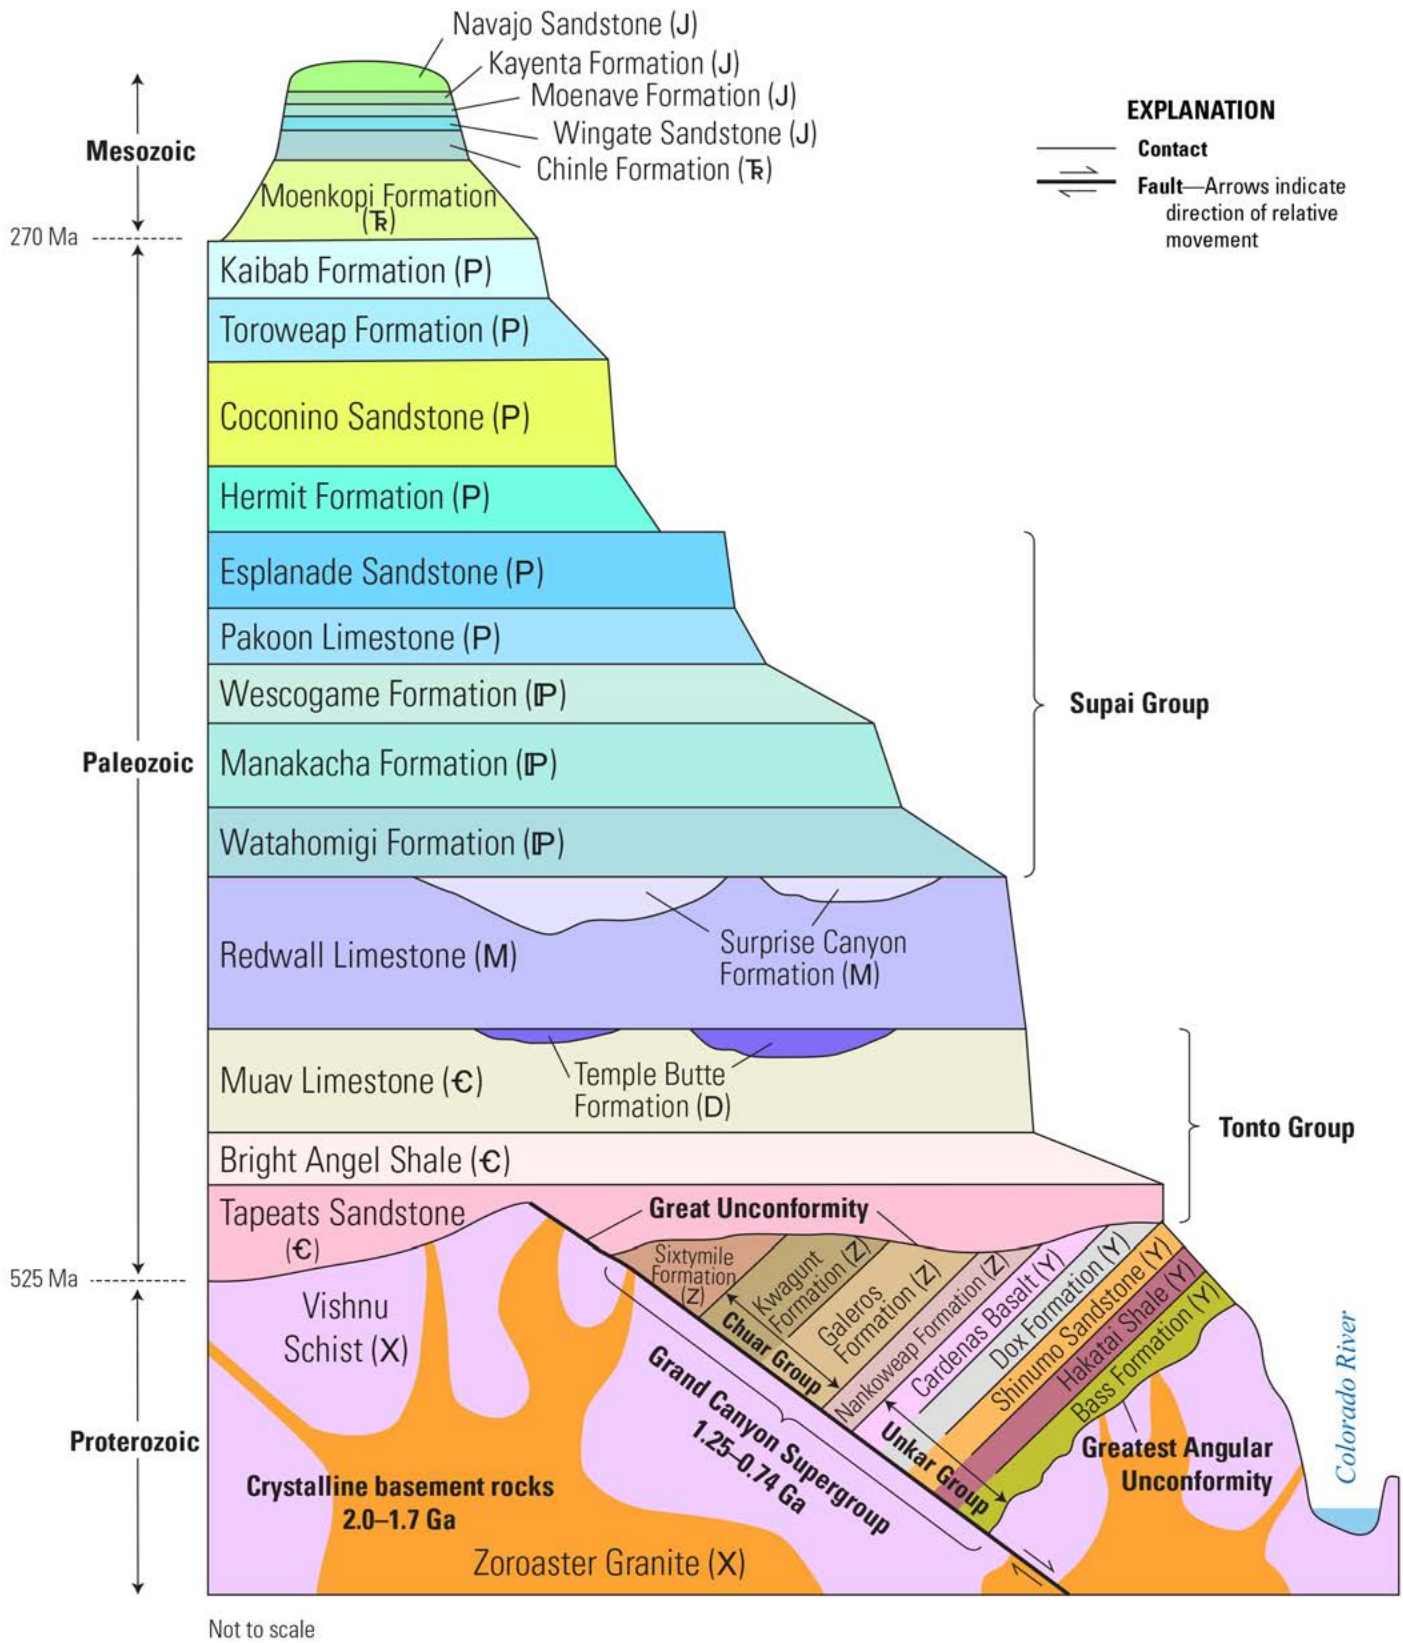 Navajo Sandstone (J)
Kayenta Formation (J)
Moenave Formation (J)
Wingate Sandstone (J)
Chinle Formation (TR)
Moenkopi Formation
(TR)
Mesozoic
270 Ma
EXPLANATION
Contact
Fault—Arrows indicate
direction of relative
movement
Kaibab Formation (P)
Toroweap Formation (P)
Coconino Sandstone (P)
Hermit Formation (P)
Esplanade Sandstone (P)
Pakoon Limestone (P)
Wescogame Formation (ℙ)
Supai Group
Paleozoic
Manakacha Formation (ℙ)
Watahomigi Formation (ℙ)
Redwall Limestone (M)
Surprise Canyon
Formation (M)
Muav Limestone (Є)
Temple Butte
Formation (D)
Tonto Group
Bright Angel Shale (Є)
Tapeats Sandstone
(Є)
Great Unconformity
525 Ma
Vishnu
Schist (X)
Sixtymile
Formation
(Z)
Kwagunt
Formation (Z)
Galeros
Formation (Z)
Nankoweap Formation (Z)
Cardenas Basalt (Y)
Dox Formation (Y)
Shinumo Sandstone (Y)
Hakatai Shale (Y)
Bass Formation (Y)
Chuar Group
Unkar Group
Grand Canyon Supergroup
1.25–0.74 Ga
Greatest Angular
Unconformity
Colorado River
Proterozoic
Crystalline basement rocks
2.0–1.7 Ga
Zoroaster Granite (X)
Not to scale